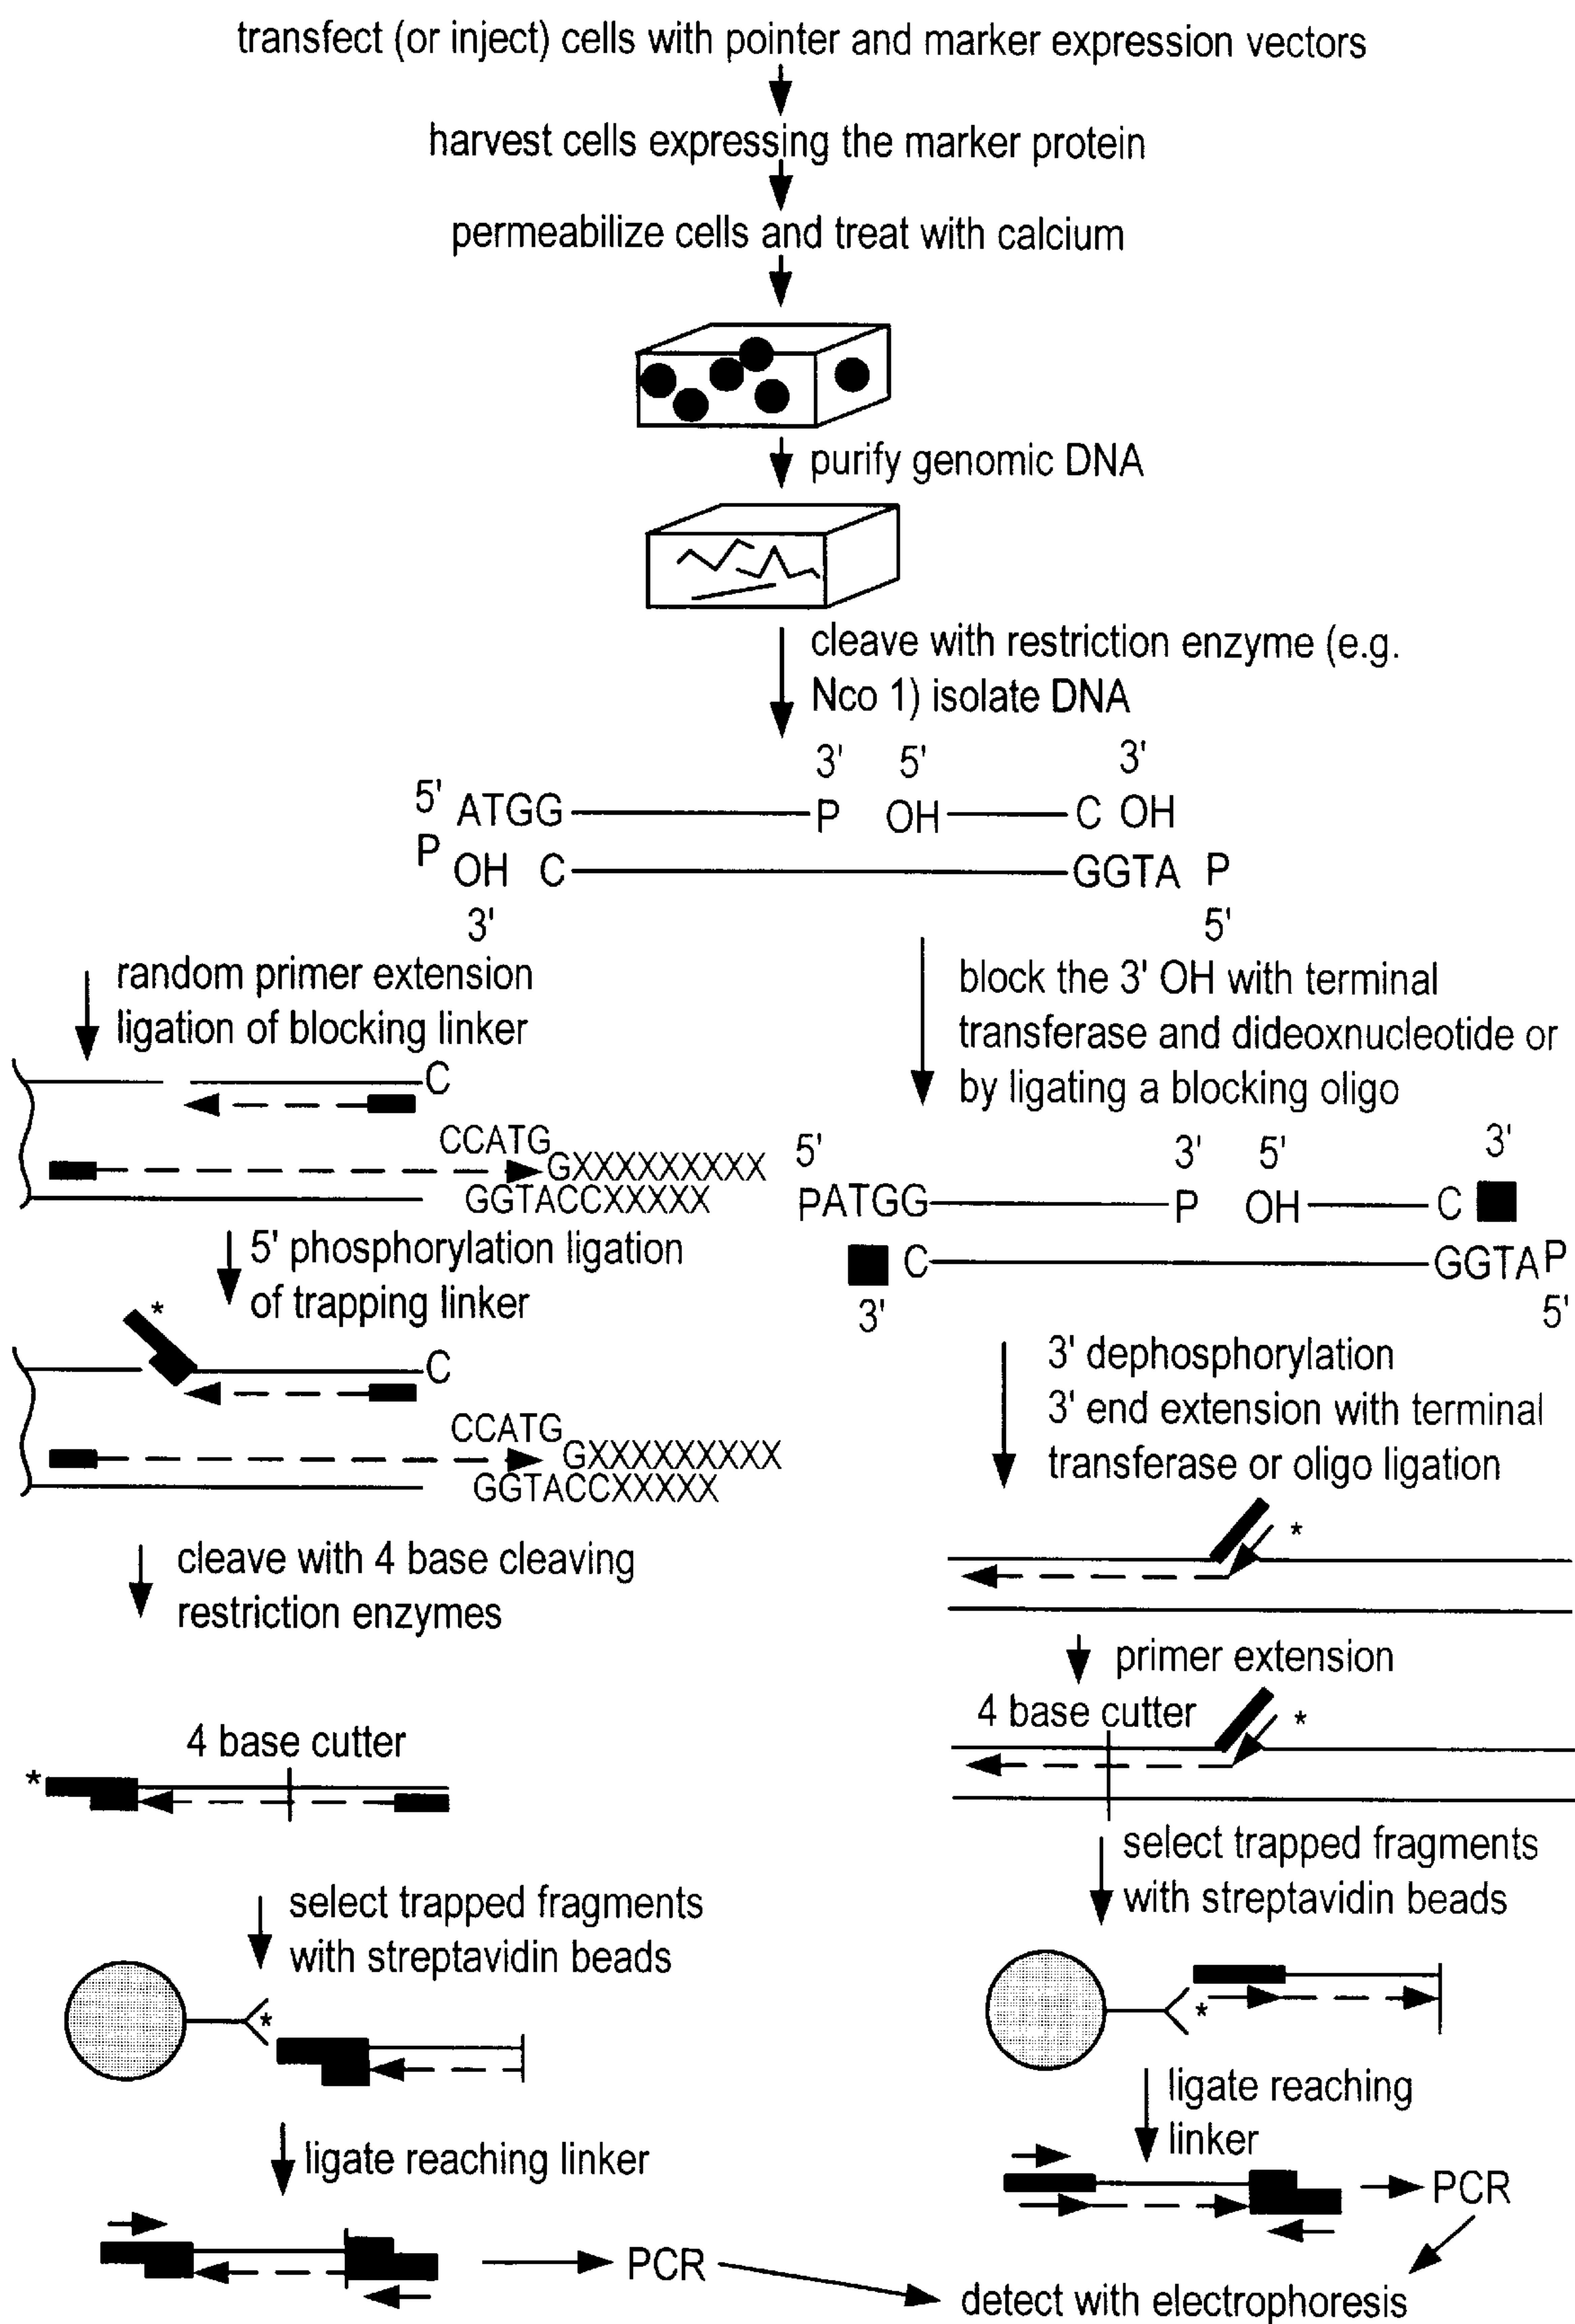 transfect (or inject) cells with pointer and marker expression vectors
harvest cells expressing the marker protein
permeabilize cells and treat with calcium
purify genomic DNA
cleave with restriction enzyme (e.g.
Nco 1) isolate DNA
3' 5' 3'
5' ATGG P OH C OH
P OH C GGTA P
3' 5'
random primer extension
ligation of blocking linker
C
CCATG
GXXXXXXXXX
GGTACCXXXXX
5' phosphorylation ligation
of trapping linker
*
C
CCATG
GXXXXXXXXX
GGTACCXXXXX
cleave with 4 base cleaving
restriction enzymes
4 base cutter
*
select trapped fragments
with streptavidin beads
*
ligate reaching linker
PCR
block the 3' OH with terminal
transferase and dideoxnucleotide or
by ligating a blocking oligo
5' 3' 5' 3'
PATGG P OH C
C GGTAP
3' 5'
3' dephosphorylation
3' end extension with terminal
transferase or oligo ligation
*
primer extension
4 base cutter
*
select trapped fragments
with streptavidin beads
*
ligate reaching
linker
PCR
detect with electrophoresis